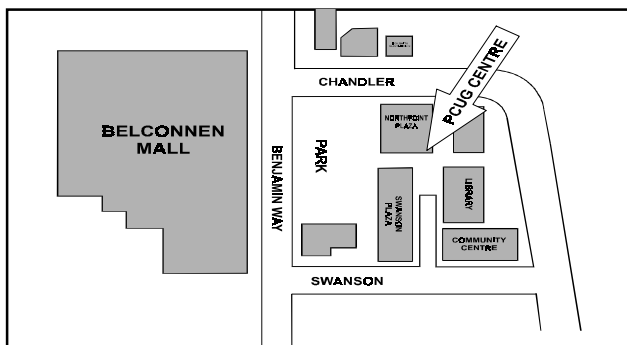 CHANDLER
PCUG CENTRE
NORTHPOINT
PLAZA
BELCONNEN
MALL
BENJAMIN WAY
PARK
SWANSON
PLAZA
LIBRARY
COMMUNITY
CENTRE
SWANSON